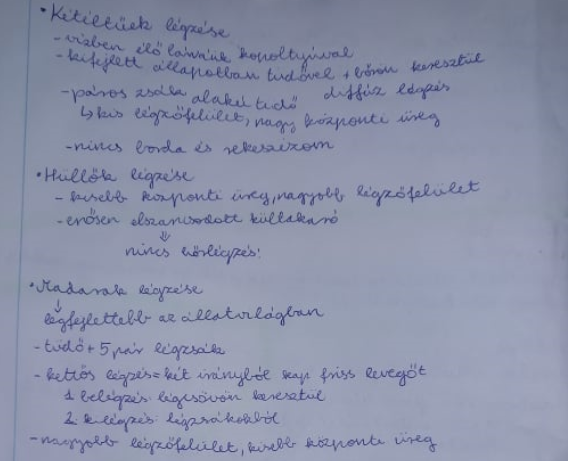 • Kétéltűek légzése
- vízben élő lárváik kopoltyúval
- kifejlett állapotban tüdővel + bőrön keresztül
diffúz légzés
- páros zsák alakú tüdő
↳ kis légzőfelület, nagy központi üreg
- nincs borda és rekeszizom
• Hüllők légzése
- kisebb központi üreg, nagyobb légzőfelület
- erősen elszarusodott kültakaró
⇓
nincs bőrlégzés!
• Madarak légzése
↓
legfejlettebb az állatvilágban
- tüdő + 5 pár légzsák
- kettős légzés = két irányból kap friss levegőt
1. belégzés: légcsövön keresztül
2. kilégzés: légzsákokból
- nagyobb légzőfelület, kisebb központi üreg